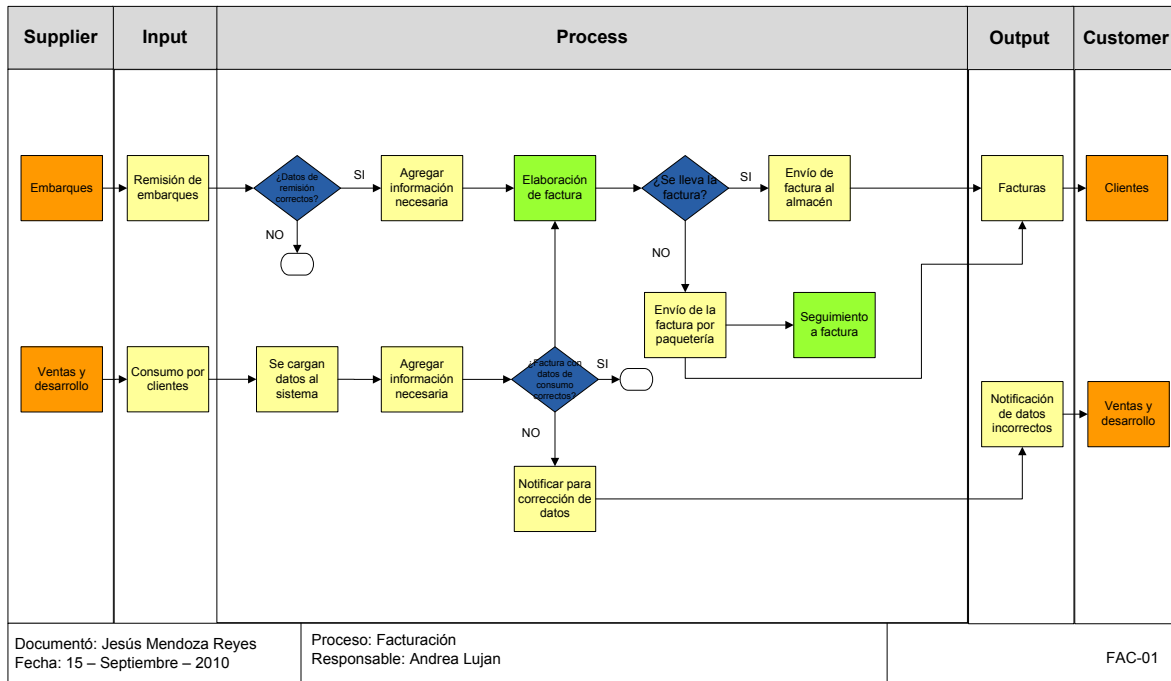 Supplier
Input
Process
Output
Customer
Embarques
Remisión de
embarques
¿Datos de
remisión
correctos?
SI
NO
Agregar
información
necesaria
Elaboración
de factura
¿Se lleva la
factura?
SI
NO
Envío de
factura al
almacén
Facturas
Clientes
Envío de la
factura por
paquetería
Seguimiento
a factura
Ventas y
desarrollo
Consumo por
clientes
Se cargan
datos al
sistema
Agregar
información
necesaria
¿Factura con
datos de
consumo
correctos?
SI
NO
Notificar para
corrección de
datos
Notificación
de datos
incorrectos
Ventas y
desarrollo
Documentó: Jesús Mendoza Reyes
Fecha: 15 – Septiembre – 2010
Proceso: Facturación
Responsable: Andrea Lujan
FAC-01